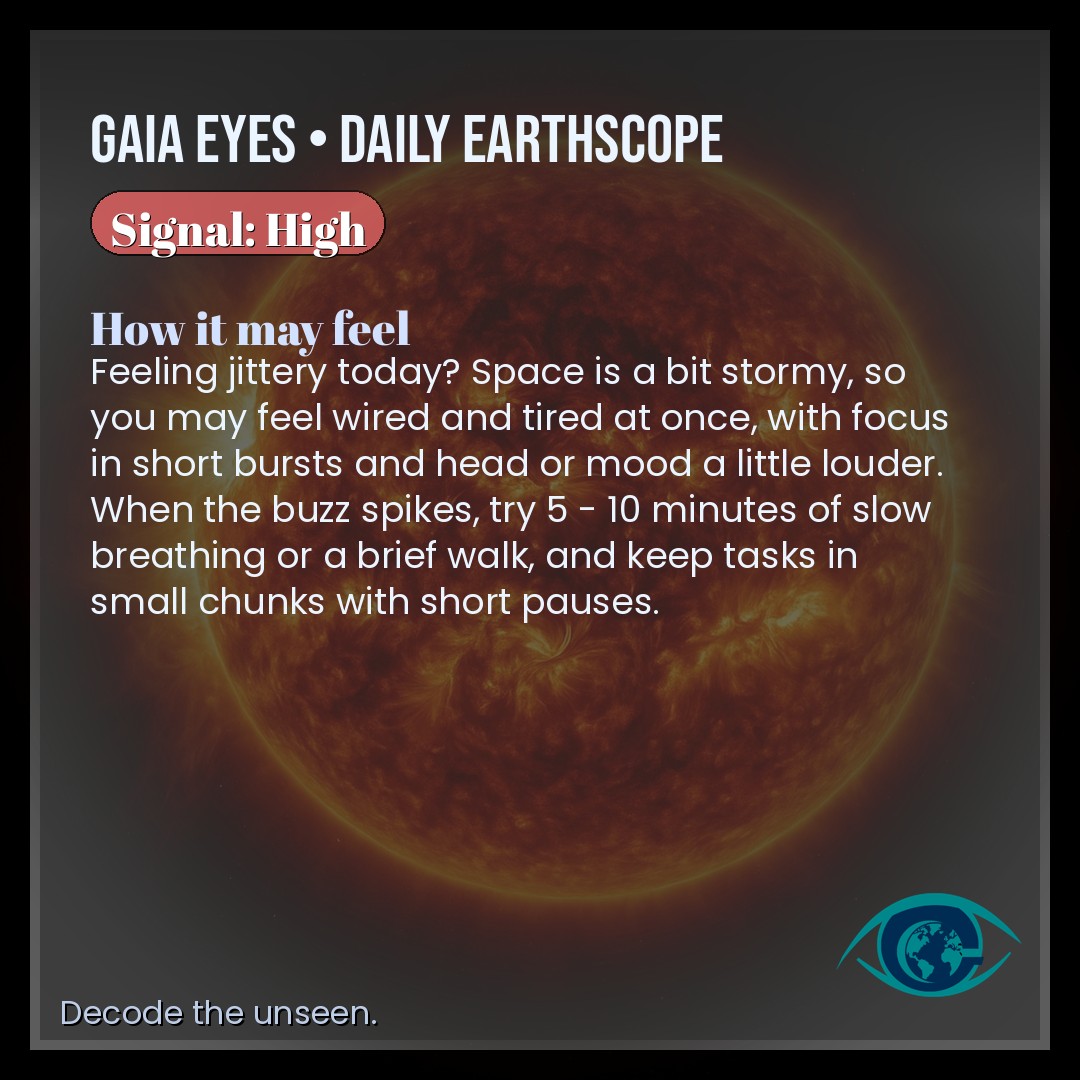 GAIA EYES • DAILY EARTHSCOPE
Signal: High
How it may feel
Feeling jittery today? Space is a bit stormy, so
you may feel wired and tired at once, with focus
in short bursts and head or mood a little louder.
When the buzz spikes, try 5 - 10 minutes of slow
breathing or a brief walk, and keep tasks in
small chunks with short pauses.
Decode the unseen.